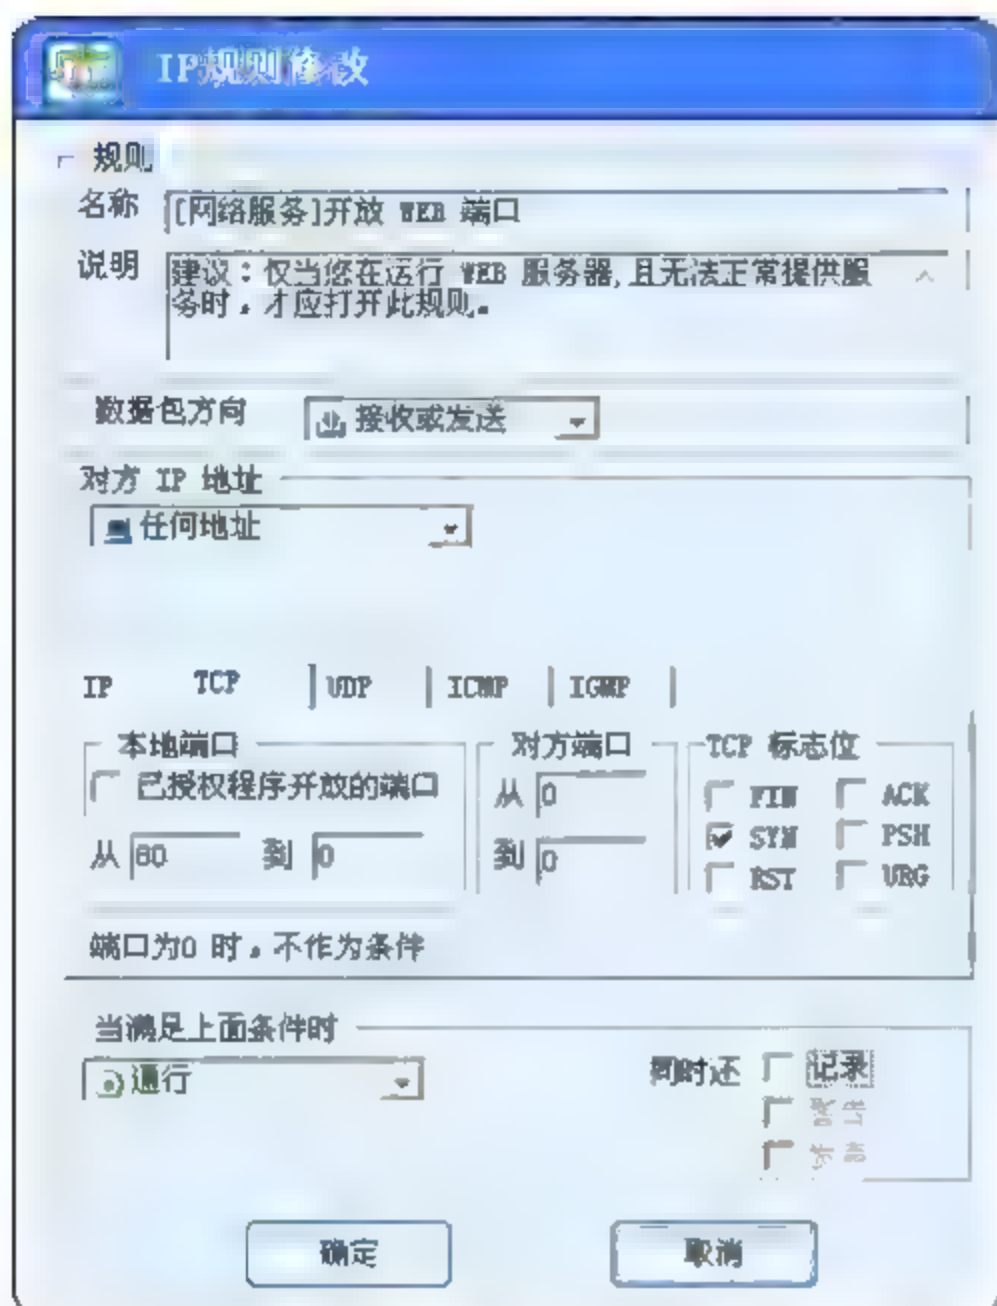 IP规则修改
规则
名称 [网络服务]开放 WEB 端口
说明 建议：仅当您在运行 WEB 服务器,且无法正常提供服
务时，才应打开此规则。
数据包方向 接收或发送
对方 IP 地址
任何地址
IP TCP UDP ICMP IGMP
本地端口 对方端口 TCP 标志位
已授权程序开放的端口 从 0 FIN ACK
从 80 到 0 到 0 SYN PSH
RST URG
端口为0 时，不作为条件
当满足上面条件时
通行 同时还 记录
确定 取消